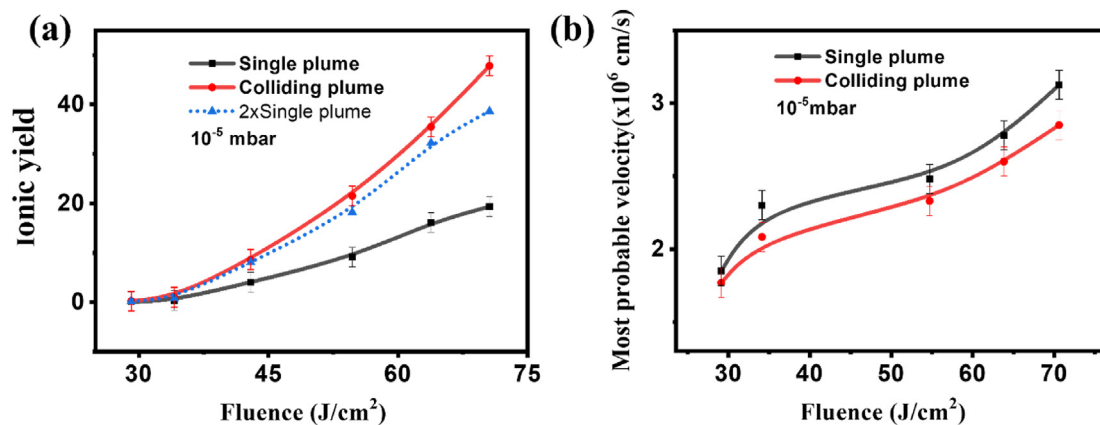 (a)
Single plume
Colliding plume
2xSingle plume
10⁻⁵ mbar
Ionic yield
40
20
0
30
45
60
75
Fluence (J/cm²)
(b)
Single plume
Colliding plume
10⁻⁵mbar
Most probable velocity(x10⁶ cm/s)
3
2
30
40
50
60
70
Fluence (J/cm²)